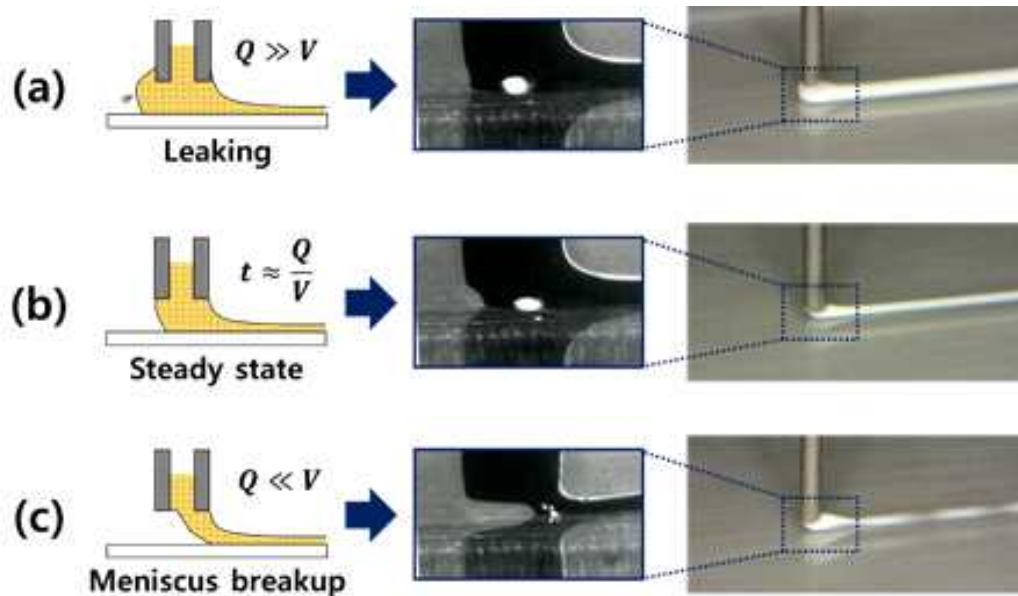 (a)
Q ≫ V
Leaking
(b)
t ≈ Q/V
Steady state
(c)
Q ≪ V
Meniscus breakup